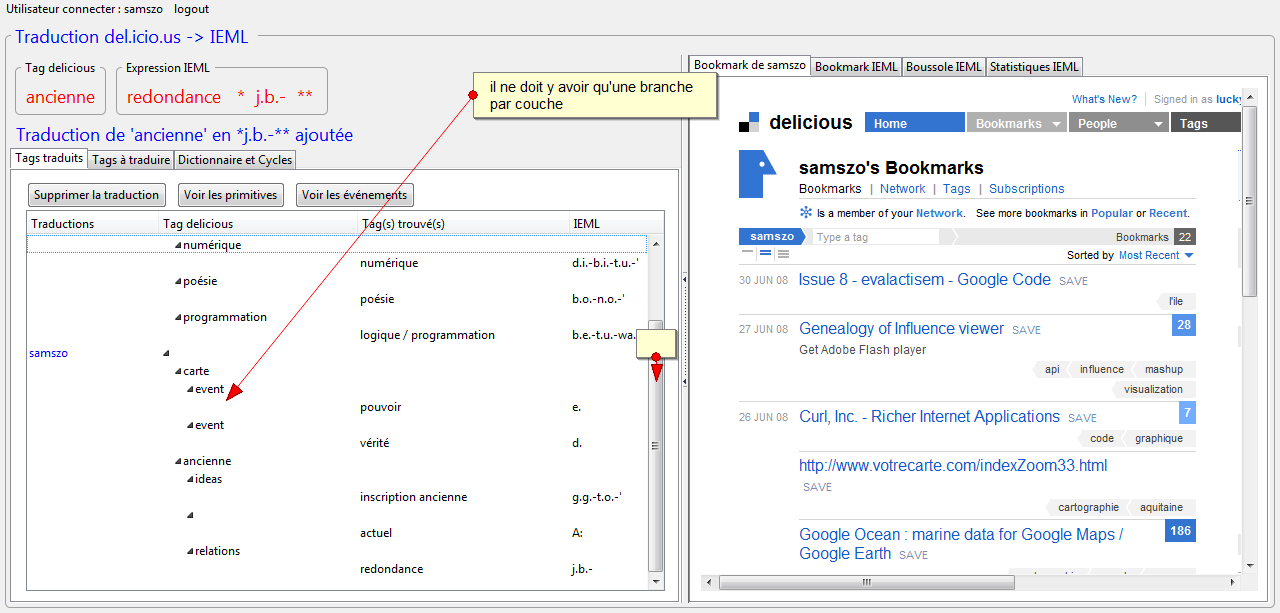 Utilisateur connecter : samszo logout
Traduction del.icio.us -> IEML
Tag delicious
ancienne
Expression IEML
redondance * j.b.- **
Traduction de 'ancienne' en *j.b.-** ajoutée
Tags traduits Tags à traduire Dictionnaire et Cycles
Supprimer la traduction Voir les primitives Voir les événements
Traductions Tag delicious Tag(s) trouvé(s) IEML
numérique
numérique d.i.-b.i.-t.u.-'
poésie
poésie b.o.-n.o.-'
programmation
logique / programmation b.e.-t.u.-wa.
samszo
carte
event
pouvoir e.
event
vérité d.
ancienne
ideas
inscription ancienne g.g.-t.o.-'
actuel A:
relations
redondance j.b.-
il ne doit y avoir qu'une branche
par couche
Bookmark de samszo Bookmark IEML Boussole IEML Statistiques IEML
What's New? Signed in as lucky
delicious Home Bookmarks People Tags
samszo's Bookmarks
Bookmarks | Network | Tags | Subscriptions
Is a member of your Network. See more bookmarks in Popular or Recent.
samszo Type a tag Bookmarks 22
Sorted by Most Recent
30 JUN 08 Issue 8 - evalactisem - Google Code SAVE
l'ile
27 JUN 08 Genealogy of Influence viewer SAVE 28
Get Adobe Flash player
api influence mashup
visualization
26 JUN 08 Curl, Inc. - Richer Internet Applications SAVE 7
code graphique
http://www.votrecarte.com/indexZoom33.html
SAVE
cartographie aquitaine
Google Ocean : marine data for Google Maps / 186
Google Earth SAVE